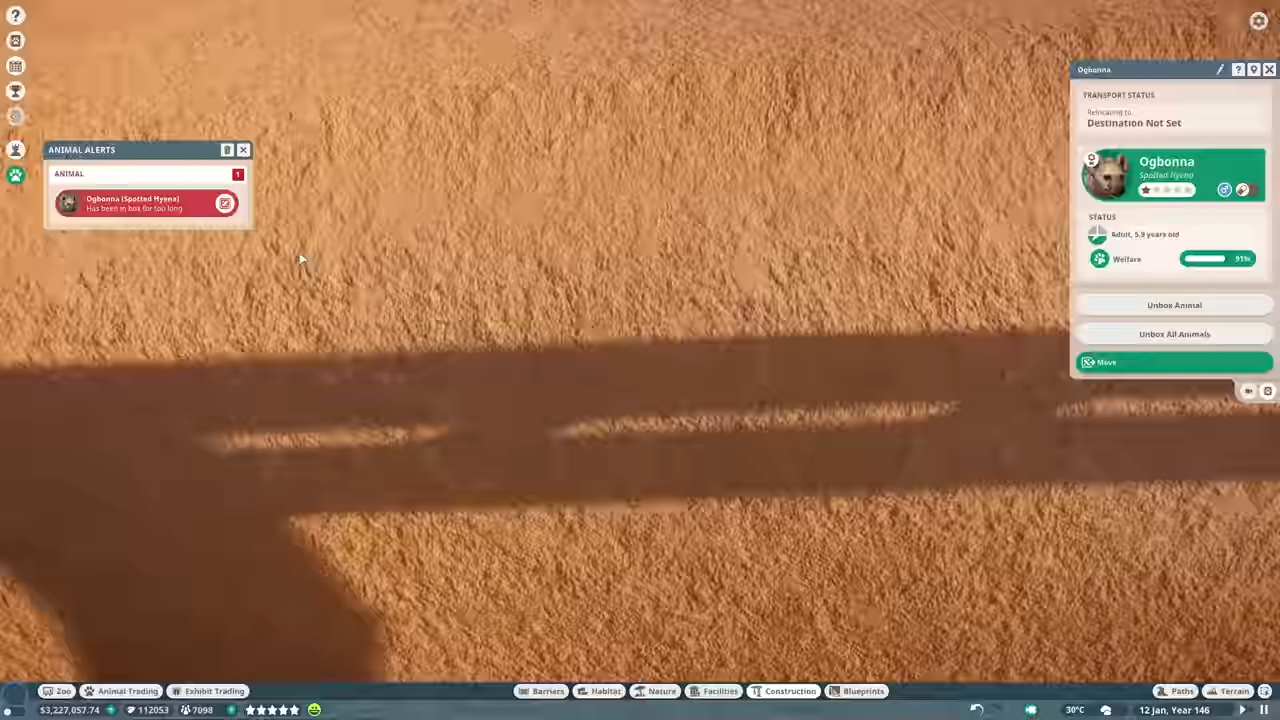 Ogbonna
TRANSPORT STATUS
Relocating to:
Destination Not Set
ANIMAL ALERTS
ANIMAL
1
Ogbonna (Spotted Hyena)
Has been in box for too long
Ogbonna
Spotted Hyena
STATUS
Adult, 5.9 years old
Welfare
91%
Unbox Animal
Unbox All Animals
Move
Zoo
Animal Trading
Exhibit Trading
Barriers
Habitat
Nature
Facilities
Construction
Blueprints
Paths
Terrain
$3,227,057.74
112053
7098
30°C
12 Jan, Year 146